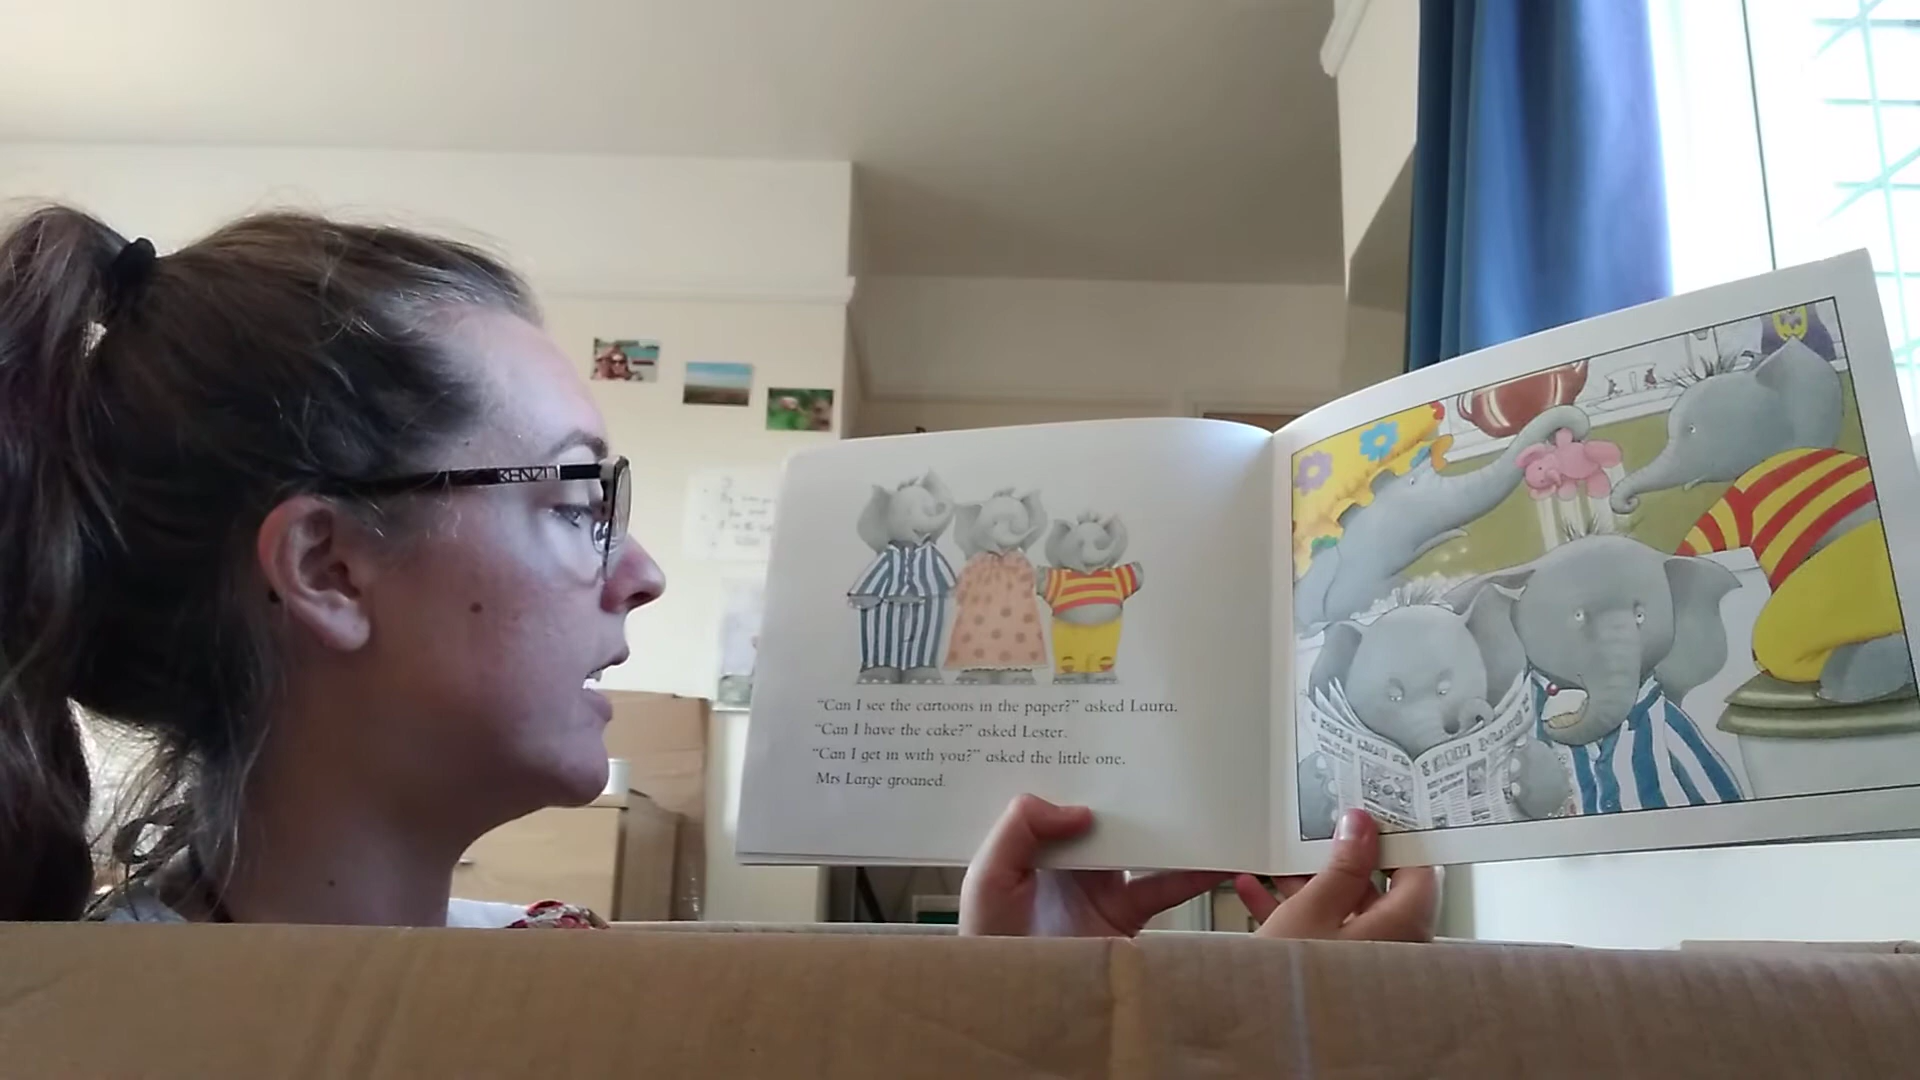 KENZO
"Can I see the cartoons in the paper?" asked Laura.
"Can I have the cake?" asked Lester.
"Can I get in with you?" asked the little one.
Mrs Large groaned.